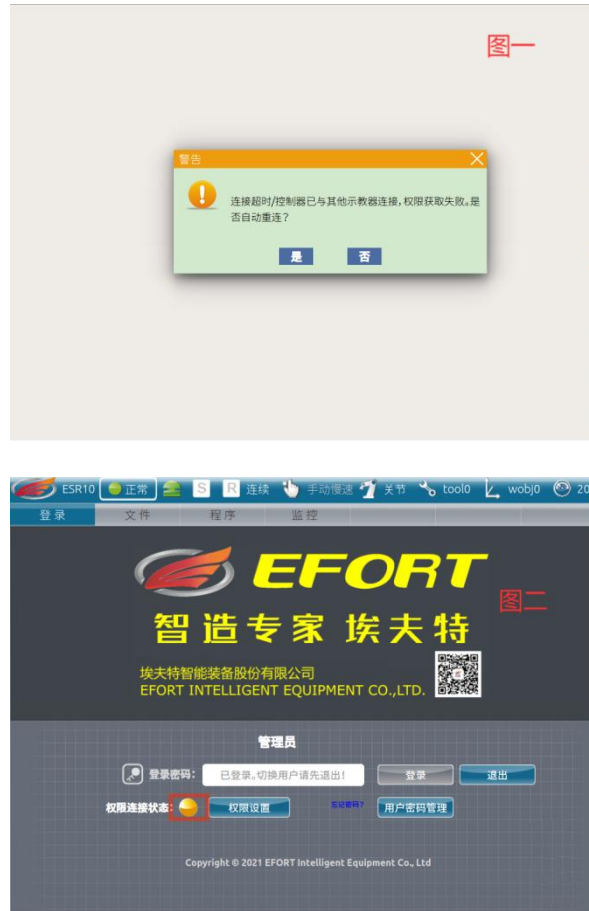 图一
警告
连接超时/控制器已与其他示教器连接,权限获取失败。是
否自动重连?
是 否
ESR10 正常 S R 连续 手动慢速 关节 tool0 wobj0 20
登录 文件 程序 监控
EFORT
图二
智造专家 埃夫特
埃夫特智能装备股份有限公司
EFORT INTELLIGENT EQUIPMENT CO.,LTD.
管理员
登录密码: 已登录。切换用户请先退出! 登录 退出
权限连接状态: 权限设置 忘记密码? 用户密码管理
Copyright © 2021 EFORT Intelligent Equipment Co., Ltd